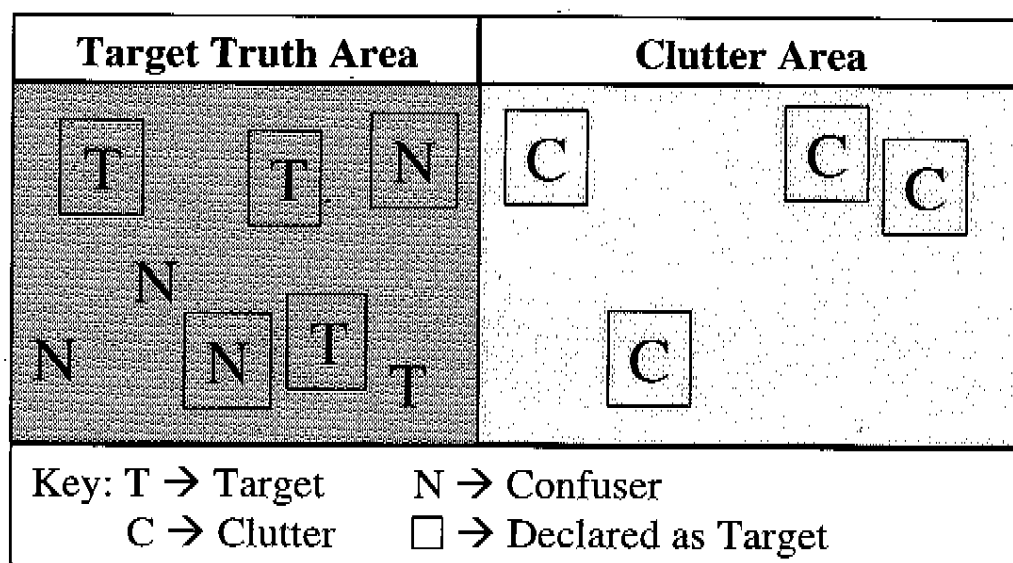 Target Truth Area Clutter Area
T T N C C C
N
N N T T C
Key: T → Target N → Confuser
C → Clutter □ → Declared as Target